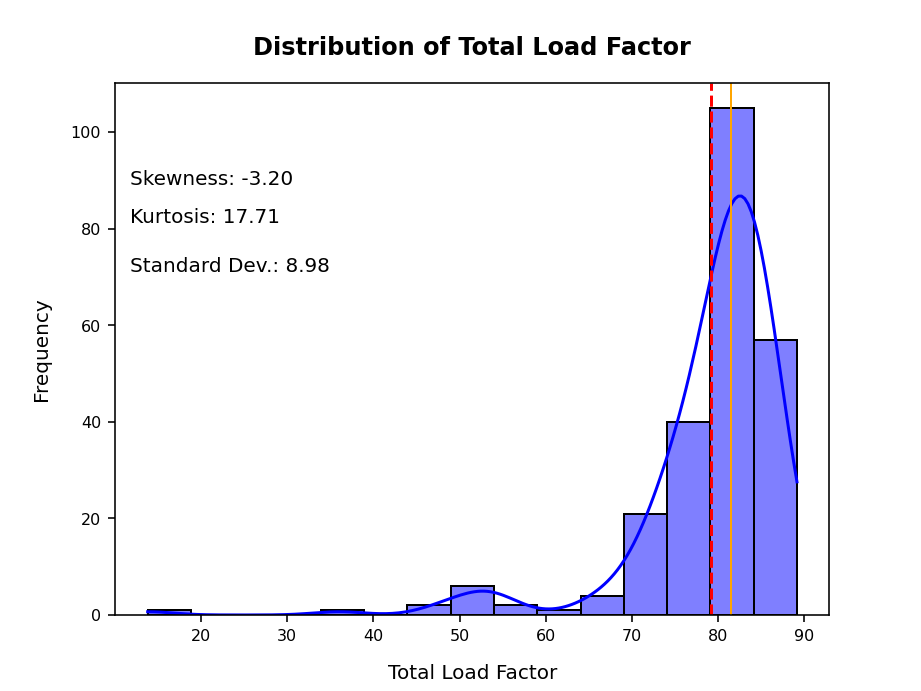 Distribution of Total Load Factor
100
80
60
40
20
0
Frequency
Skewness: -3.20
Kurtosis: 17.71
Standard Dev.: 8.98
20 30 40 50 60 70 80 90
Total Load Factor